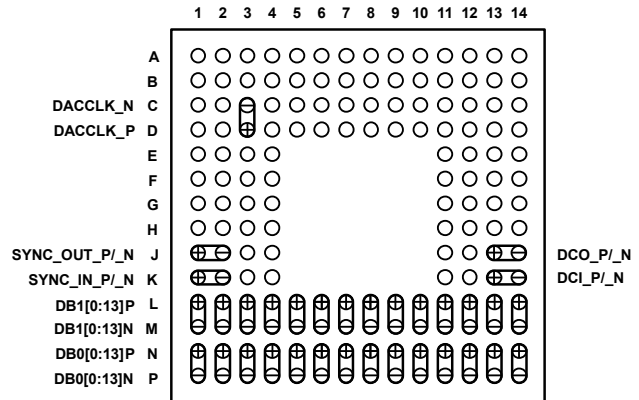 1 2 3 4 5 6 7 8 9 10 11 12 13 14
A
B
DACCLK_N C
DACCLK_P D
E
F
G
H
SYNC_OUT_P/_N J DCO_P/_N
SYNC_IN_P/_N K DCI_P/_N
DB1[0:13]P L
DB1[0:13]N M
DB0[0:13]P N
DB0[0:13]N P